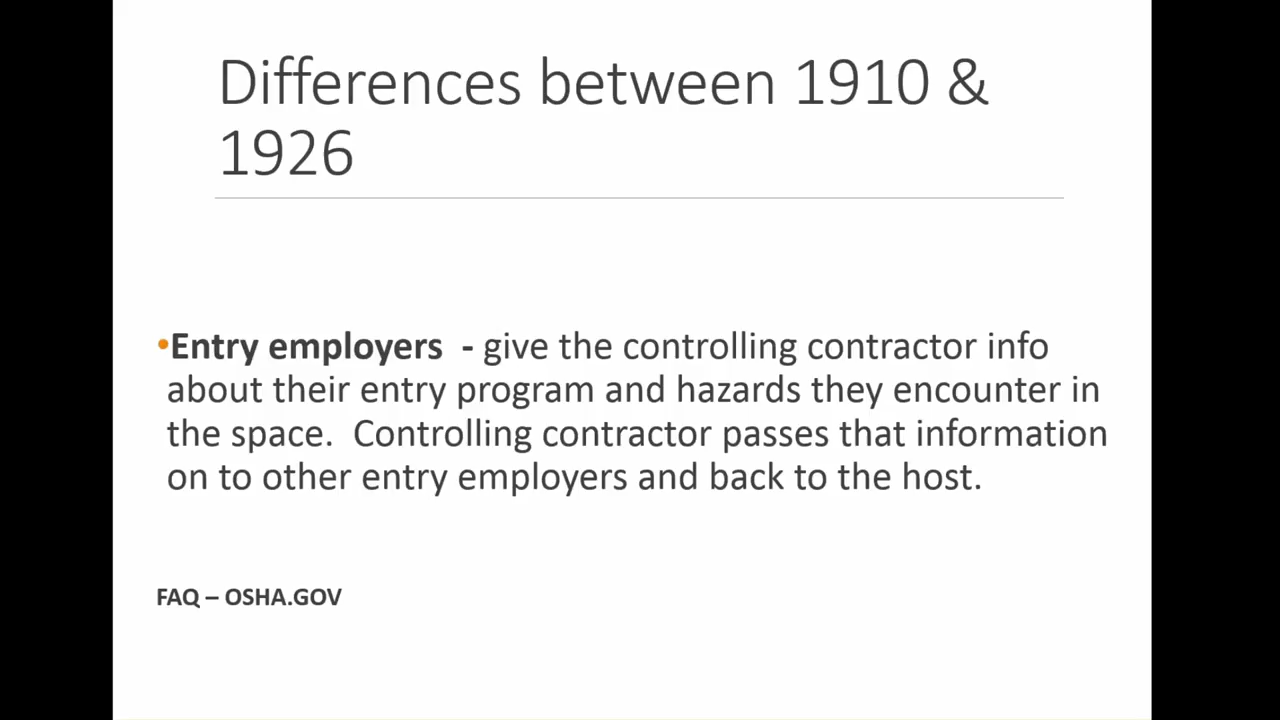 Differences between 1910 &
1926
•Entry employers - give the controlling contractor info
about their entry program and hazards they encounter in
the space. Controlling contractor passes that information
on to other entry employers and back to the host.
FAQ – OSHA.GOV